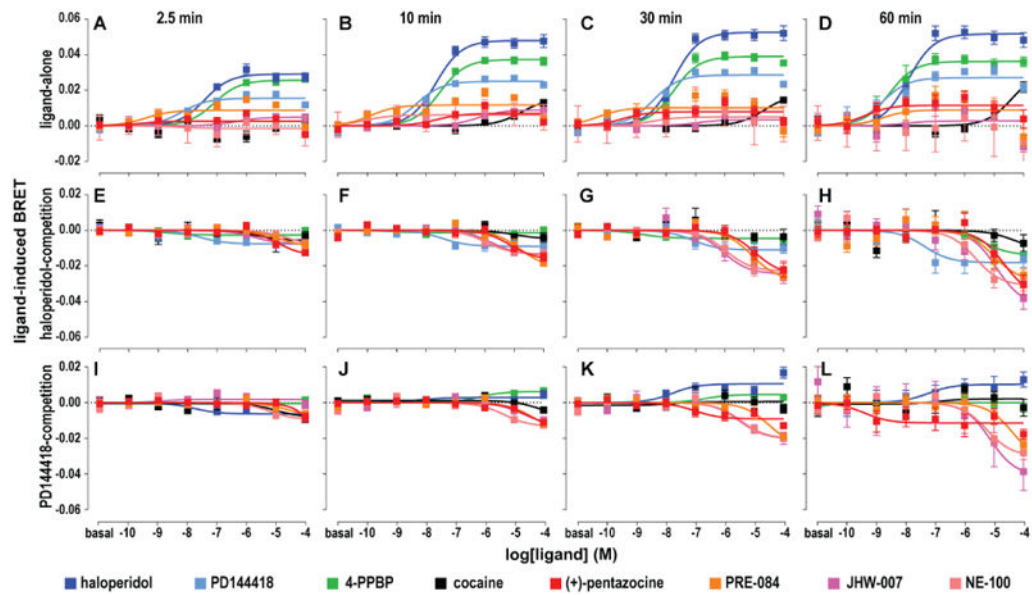 2.5 min 10 min 30 min 60 min
A B C D
ligand-alone
0.06
0.04
0.02
0.00
0.02
E F G H
ligand-induced BRET
haloperidol-competition
0.02
0.00
-0.02
-0.04
-0.06
I J K L
PD144418-competition
0.02
0.00
-0.02
-0.04
-0.06
basal -10 -9 -8 -7 -6 -5 -4 basal -10 -9 -8 -7 -6 -5 -4 basal -10 -9 -8 -7 -6 -5 -4 basal -10 -9 -8 -7 -6 -5 -4
log[ligand] (M)
haloperidol PD144418 4-PPBP cocaine (+)-pentazocine PRE-084 JHW-007 NE-100